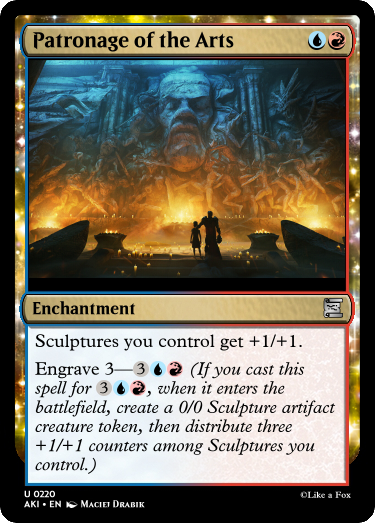 Patronage of the Arts
Enchantment
Sculptures you control get +1/+1.
Engrave 3—3 (If you cast this
spell for 3, when it enters the
battlefield, create a 0/0 Sculpture artifact
creature token, then distribute three
+1/+1 counters among Sculptures you
control.)
U 0220
AKI • EN Maciej Drabik
©Like a Fox